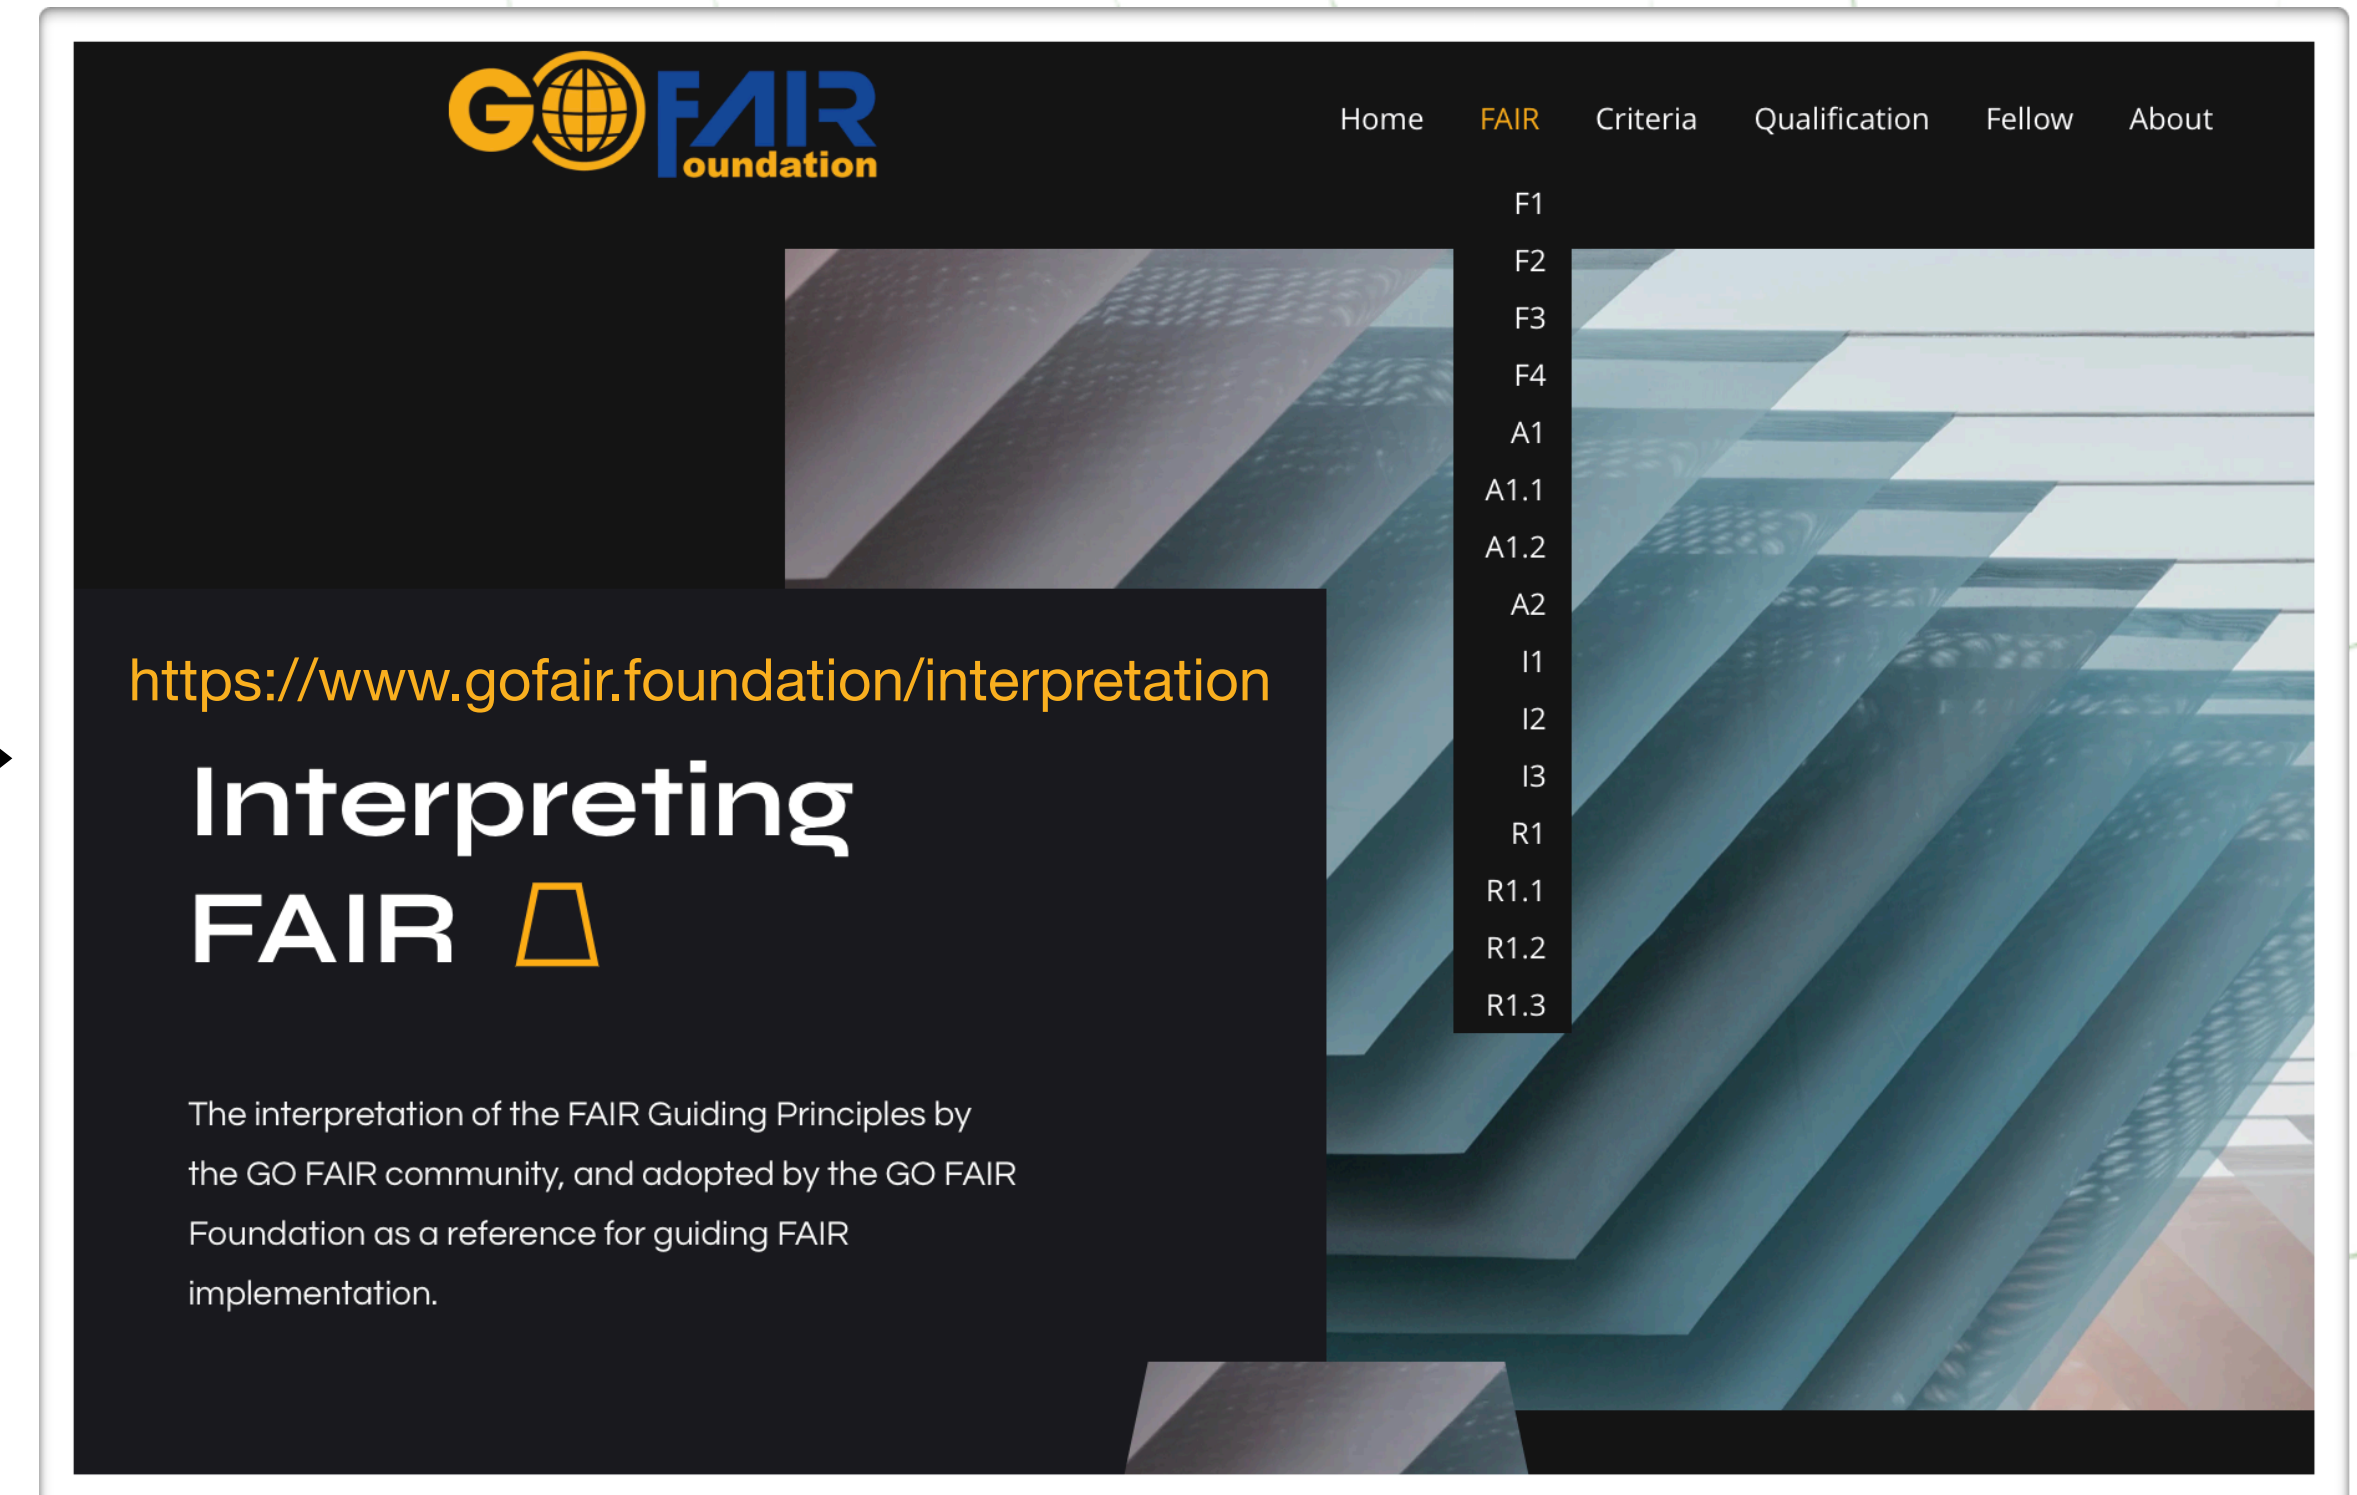 GO FAIR
Foundation
Home FAIR Criteria Qualification Fellow About
F1
F2
F3
F4
A1
A1.1
A1.2
A2
I1
I2
I3
R1
R1.1
R1.2
R1.3
https://www.gofair.foundation/interpretation
Interpreting
FAIR
The interpretation of the FAIR Guiding Principles by
the GO FAIR community, and adopted by the GO FAIR
Foundation as a reference for guiding FAIR
implementation.